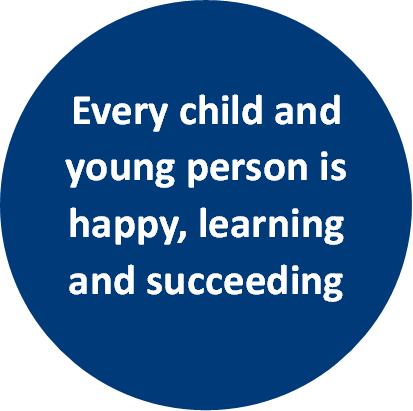 Every child and
young person is
happy, learning
and succeeding